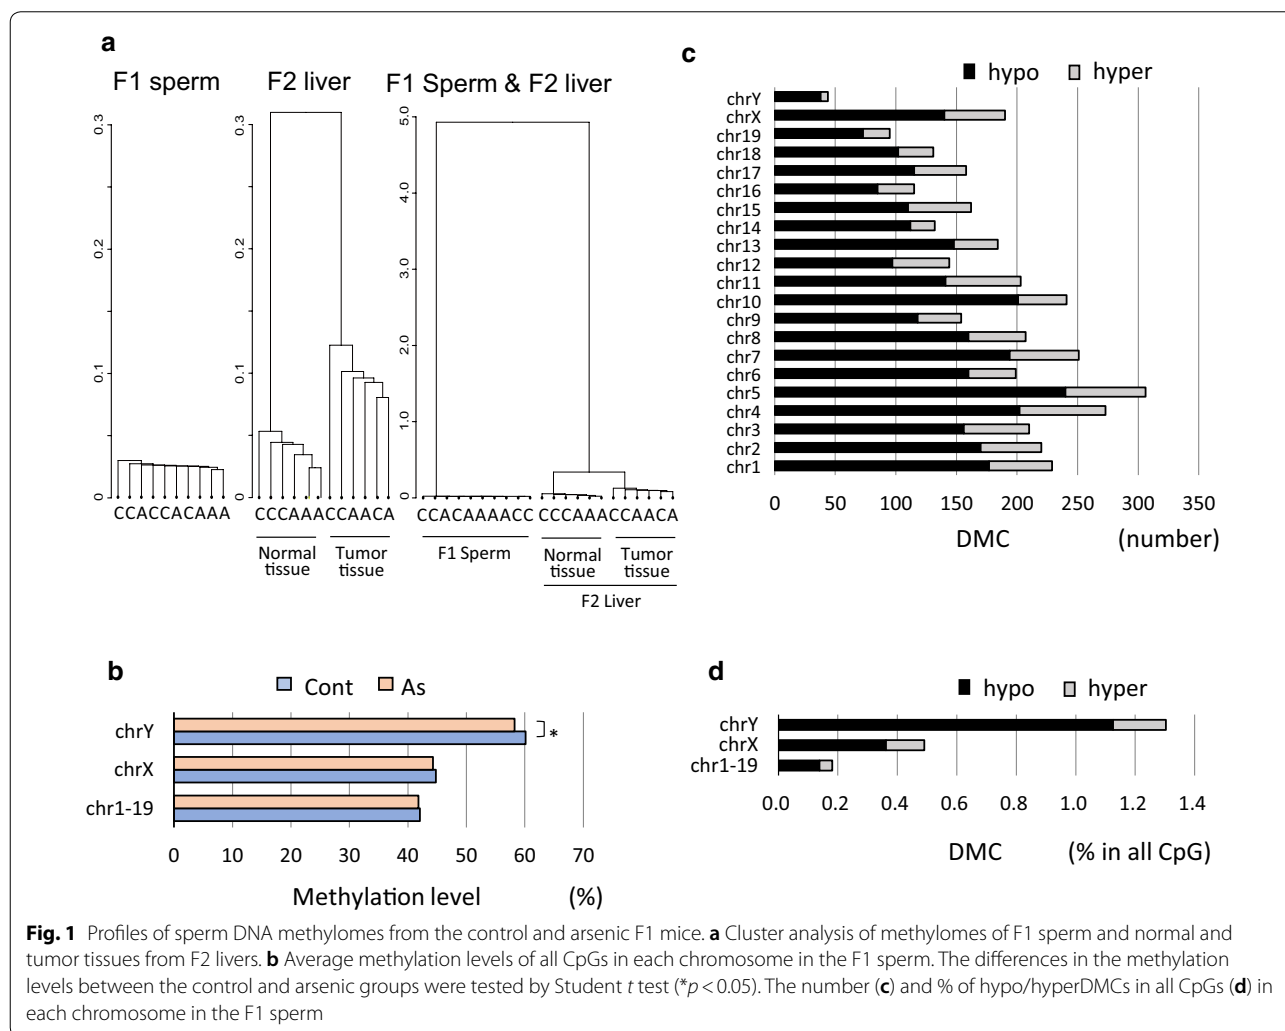 a
F1 sperm
F2 liver
F1 Sperm & F2 liver
0.3
0.2
0.1
0
0.3
0.2
0.1
0
5.0
4.0
3.0
2.0
1.0
0
CCACCACAAA
CCCAAACCAACA
CCACAAAACC CCCAAACCAACA
Normal tissue
Tumor tissue
F1 Sperm
Normal tissue
Tumor tissue
F2 Liver
c
hypo hyper
chrY
chrX
chr19
chr18
chr17
chr16
chr15
chr14
chr13
chr12
chr11
chr10
chr9
chr8
chr7
chr6
chr5
chr4
chr3
chr2
chr1
0 50 100 150 200 250 300 350
DMC (number)
b
Cont As
chrY
*
chrX
chr1-19
0 10 20 30 40 50 60 70
Methylation level (%)
d
hypo hyper
chrY
chrX
chr1-19
0.0 0.2 0.4 0.6 0.8 1.0 1.2 1.4
DMC (% in all CpG)
Fig. 1 Profiles of sperm DNA methylomes from the control and arsenic F1 mice. a Cluster analysis of methylomes of F1 sperm and normal and
tumor tissues from F2 livers. b Average methylation levels of all CpGs in each chromosome in the F1 sperm. The differences in the methylation
levels between the control and arsenic groups were tested by Student t test (*p < 0.05). The number (c) and % of hypo/hyperDMCs in all CpGs (d) in
each chromosome in the F1 sperm